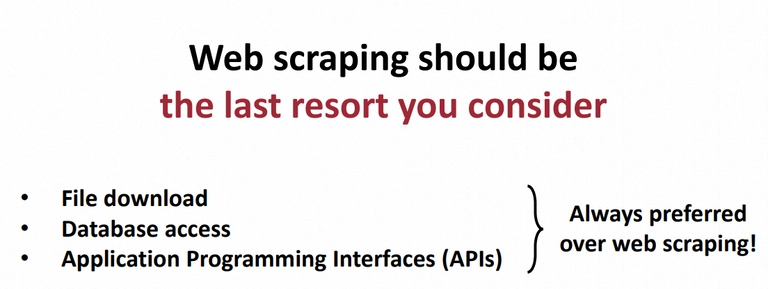 Web scraping should be
the last resort you consider
• File download
• Database access
• Application Programming Interfaces (APIs)
Always preferred
over web scraping!